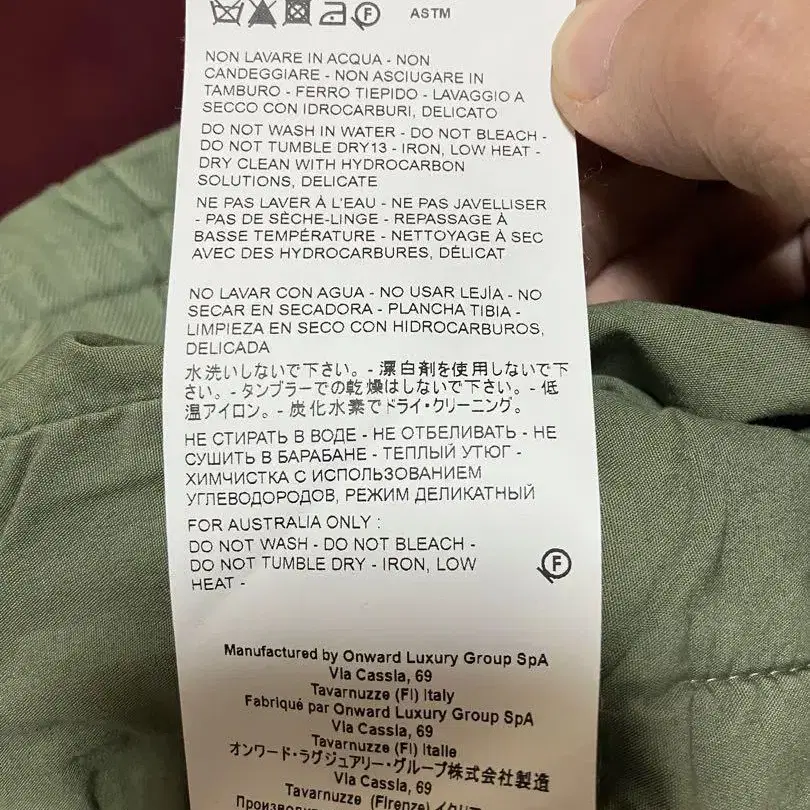 F ASTM
NON LAVARE IN ACQUA - NON
CANDEGGIARE - NON ASCIUGARE IN
TAMBURO - FERRO TIEPIDO - LAVAGGIO A
SECCO CON IDROCARBURI, DELICATO
DO NOT WASH IN WATER - DO NOT BLEACH -
DO NOT TUMBLE DRY13 - IRON, LOW HEAT -
DRY CLEAN WITH HYDROCARBON
SOLUTIONS, DELICATE
NE PAS LAVER À L'EAU - NE PAS JAVELLISER
- PAS DE SÈCHE-LINGE - REPASSAGE À
BASSE TEMPÉRATURE - NETTOYAGE À SEC
AVEC DES HYDROCARBURES, DÉLICAT
NO LAVAR CON AGUA - NO USAR LEJÍA - NO
SECAR EN SECADORA - PLANCHA TIBIA -
LIMPIEZA EN SECO CON HIDROCARBUROS,
DELICADA
水洗いしないで下さい。- 漂白剤を使用しないで下
さい。- タンブラーでの乾燥はしないで下さい。- 低
温アイロン。- 炭化水素でドライ・クリーニング。
НЕ СТИРАТЬ В ВОДЕ - НЕ ОТБЕЛИВАТЬ - НЕ
СУШИТЬ В БАРАБАНЕ - ТЕПЛЫЙ УТЮГ -
ХИМЧИСТКА С ИСПОЛЬЗОВАНИЕМ
УГЛЕВОДОРОДОВ, РЕЖИМ ДЕЛИКАТНЫЙ
FOR AUSTRALIA ONLY :
DO NOT WASH - DO NOT BLEACH -
DO NOT TUMBLE DRY - IRON, LOW
HEAT -
F
Manufactured by Onward Luxury Group SpA
Via Cassia, 69
Tavarnuzze (FI) Italy
Fabriqué par Onward Luxury Group SpA
Via Cassia, 69
Tavarnuzze (FI) Italie
オンワード・ラグジュアリー・グループ株式会社製造
Via Cassia, 69
Tavarnuzze (Firenze) イタリア